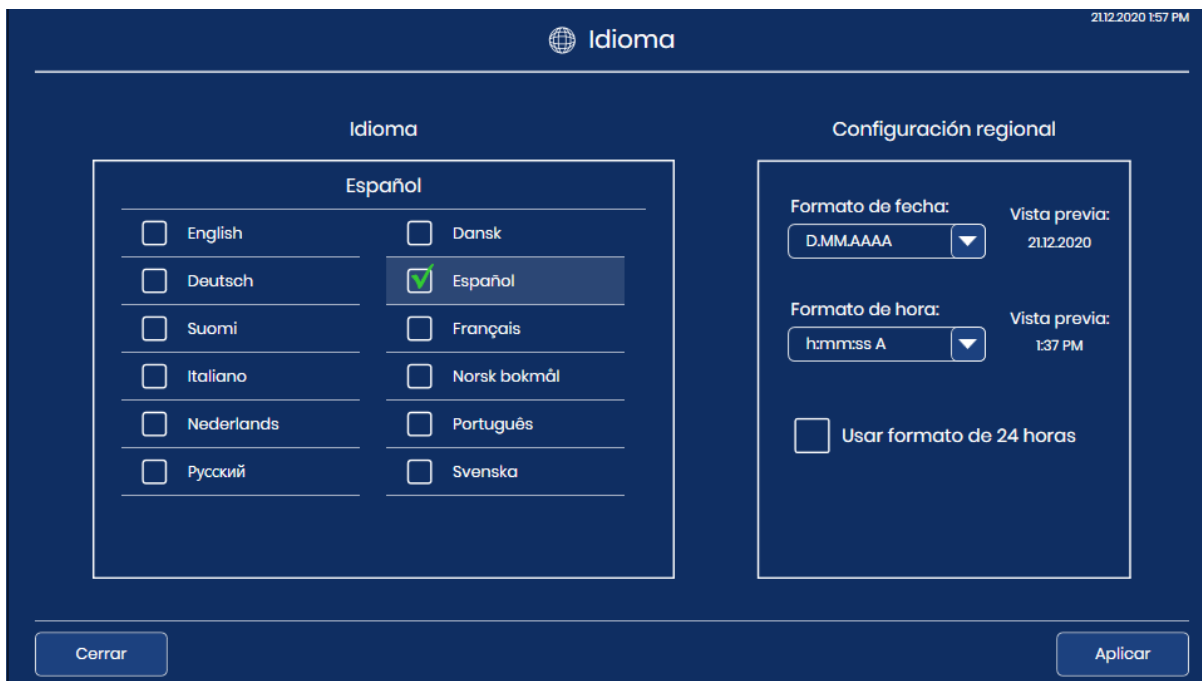 21.12.2020 1:57 PM
Idioma
Idioma
Español
English
Dansk
Deutsch
Español
Suomi
Français
Italiano
Norsk bokmål
Nederlands
Português
Русский
Svenska
Configuración regional
Formato de fecha:
Vista previa:
D.MM.AAAA
21.12.2020
Formato de hora:
Vista previa:
h:mm:ss A
1:37 PM
Usar formato de 24 horas
Cerrar
Aplicar